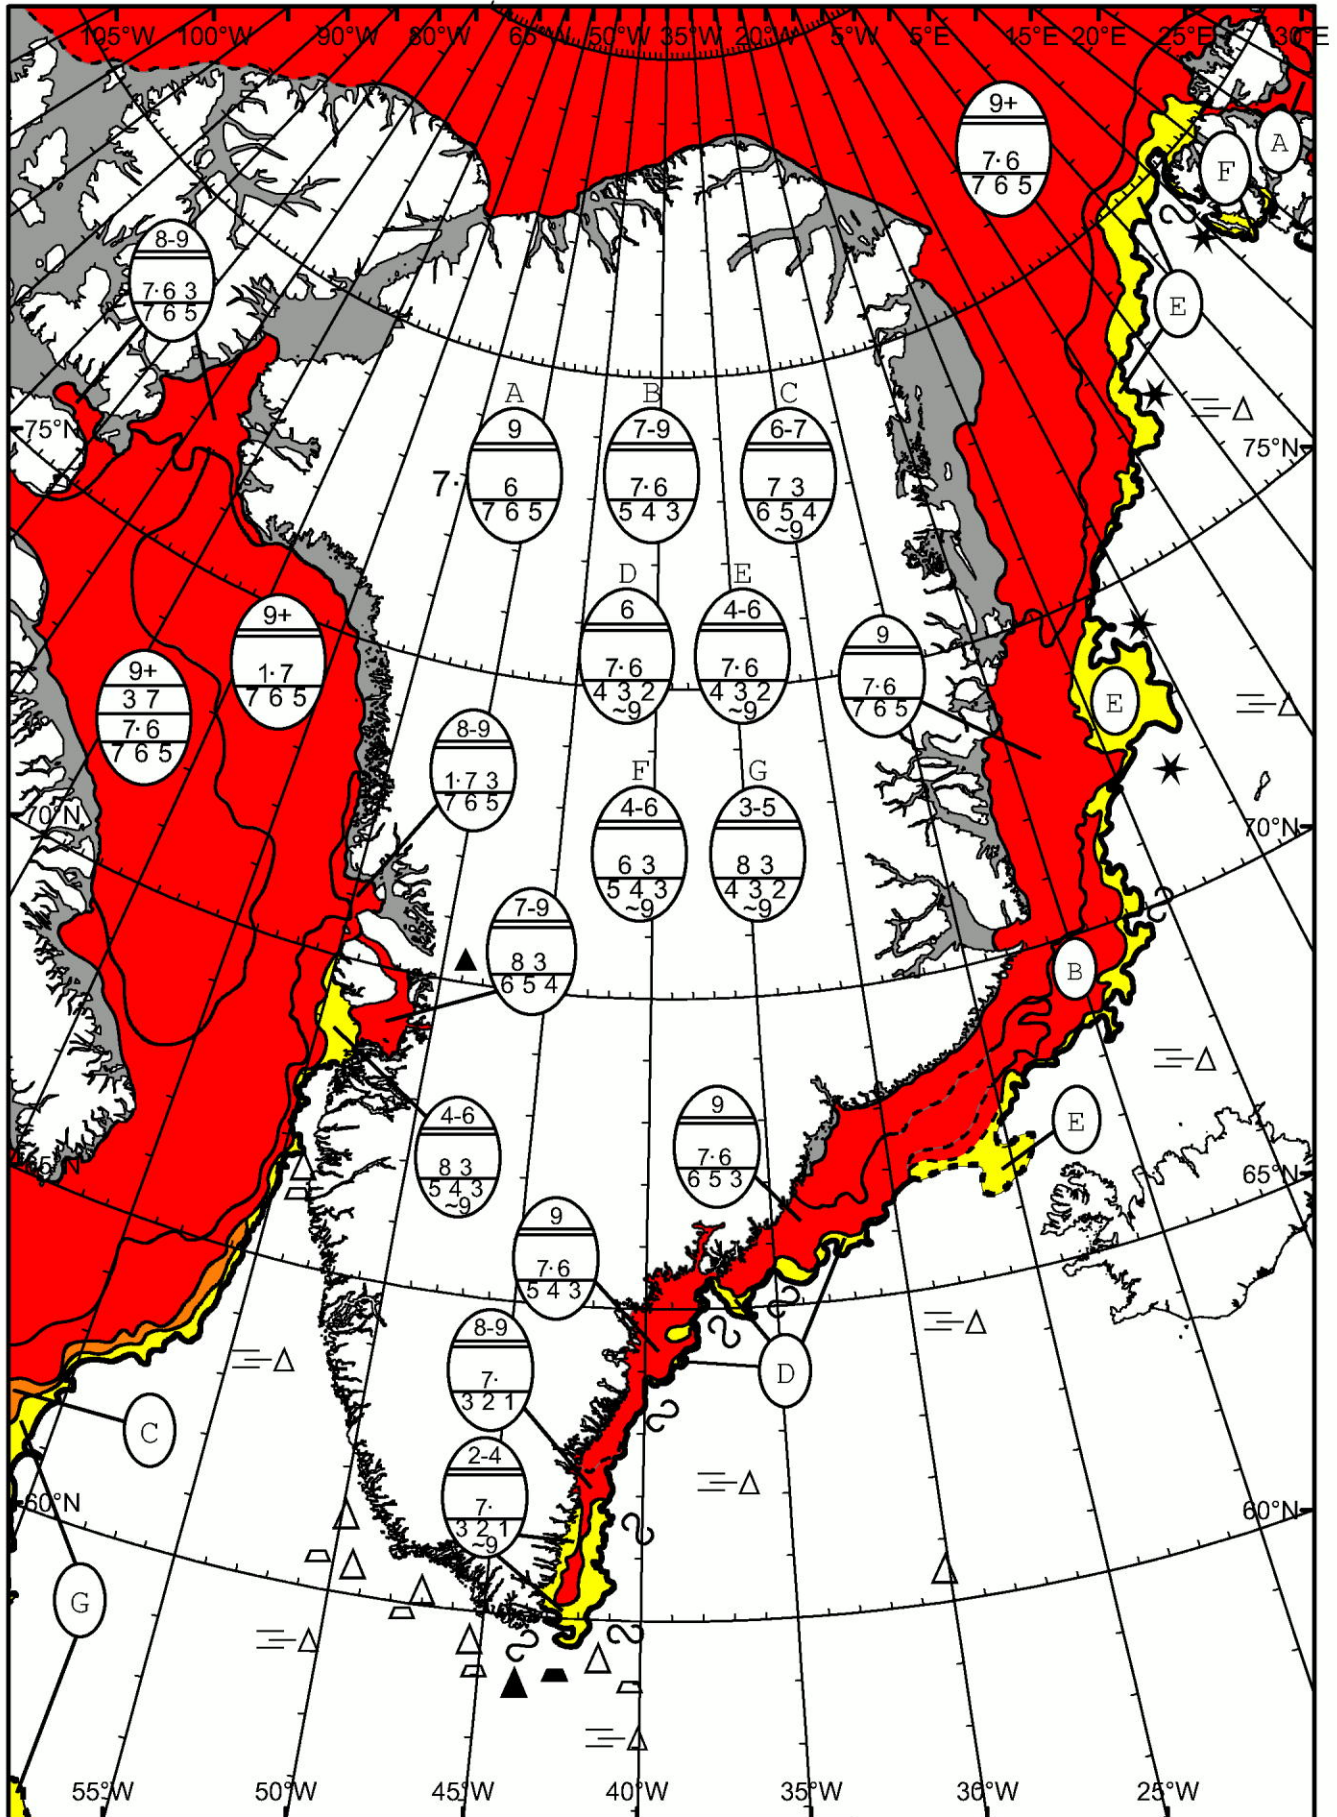 105°W 100°W 90°W 80°W 65°W 50°W 35°W 20°W 5°W 5°E 15°E 20°E 25°E 30°E
9+
7· 6
7 6 5
A
F
8-9
7· 6 3
7 6 5
E
75°N
75°N
A
9
7·
6
7 6 5
B
7-9
7· 6
5 4 3
C
6-7
7 3
6 5 4
~9
D
6
7· 6
4 3 2
~9
E
4-6
7· 6
4 3 2
~9
9
7· 6
7 6 5
9+
1· 7
7 6 5
9+
3 7
7· 6
7 6 5
E
8-9
1· 7 3
7 6 5
F
4-6
6 3
5 4 3
~9
G
3-5
8 3
4 3 2
~9
70°N
70°N
7-9
8 3
6 5 4
B
4-6
8 3
5 4 3
~9
9
7· 6
6 5 3
E
65°N
65°N
9
7· 6
5 4 3
8-9
7·
3 2 1
D
C
2-4
7·
3 2 1
~9
60°N
60°N
G
55°W 50°W 45°W 40°W 35°W 30°W 25°W